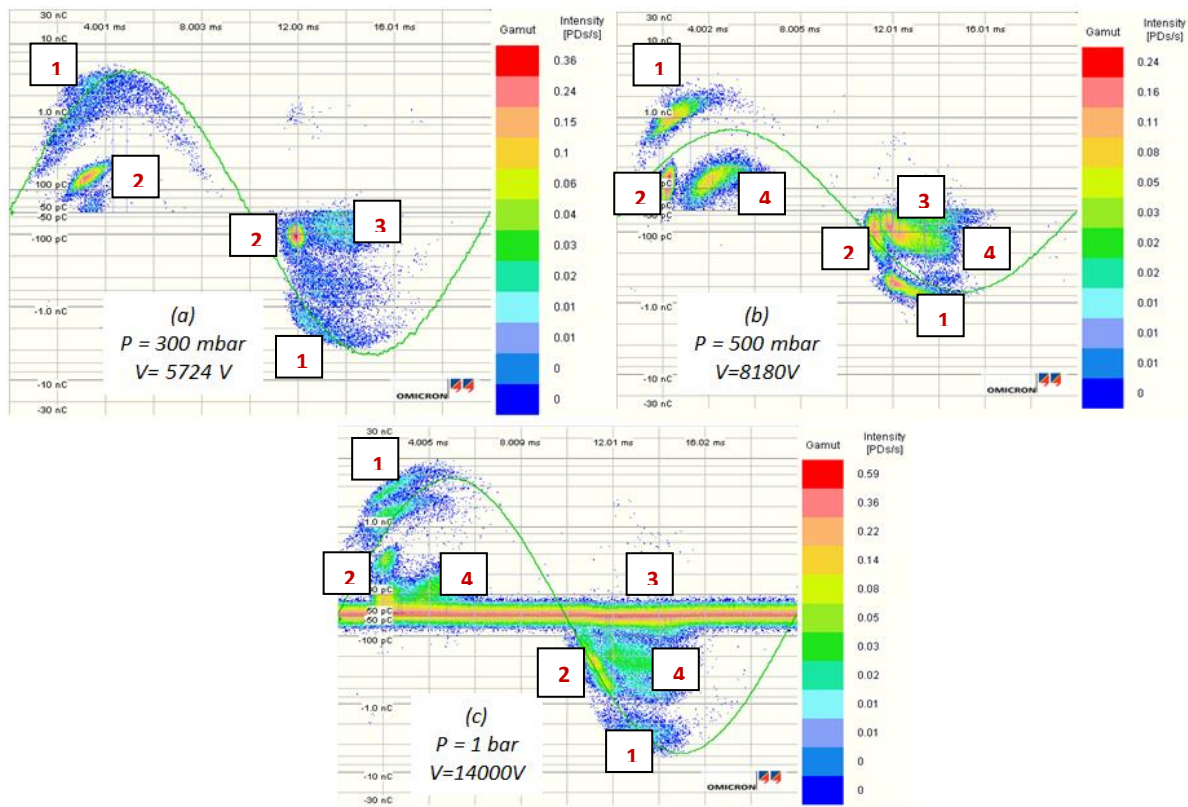 30 nC
10 nC
4.001 ms 8.003 ms 12.00 ms 16.01 ms
1
1.0 nC
2
100 pC
50 pC
-50 pC
-100 pC
2
3
-1.0 nC
1
-10 nC
-30 nC
(a)
P = 300 mbar
V= 5724 V
OMICRON
Gamut
Intensity
[PDs/s]
0.36
0.24
0.15
0.1
0.06
0.04
0.03
0.02
0.01
0.01
0
0
30 nC
10 nC
4.002 ms 8.005 ms 12.01 ms 16.01 ms
1
1.0 nC
2
4
3
-100 pC
2
4
-1.0 nC
1
-10 nC
-30 nC
(b)
P = 500 mbar
V=8180V
OMICRON
Gamut
Intensity
[PDs/s]
0.24
0.16
0.11
0.08
0.05
0.03
0.02
0.02
0.01
0.01
0.01
0
30 nC
4.005 ms 8.009 ms 12.01 ms 16.02 ms
1
1.0 nC
2
4
3
50 pC
-50 pC
-100 pC
2
4
-1.0 nC
1
-10 nC
-30 nC
(c)
P = 1 bar
V=14000V
OMICRON
Gamut
Intensity
[PDs/s]
0.59
0.36
0.22
0.14
0.08
0.05
0.03
0.02
0.01
0.01
0
0